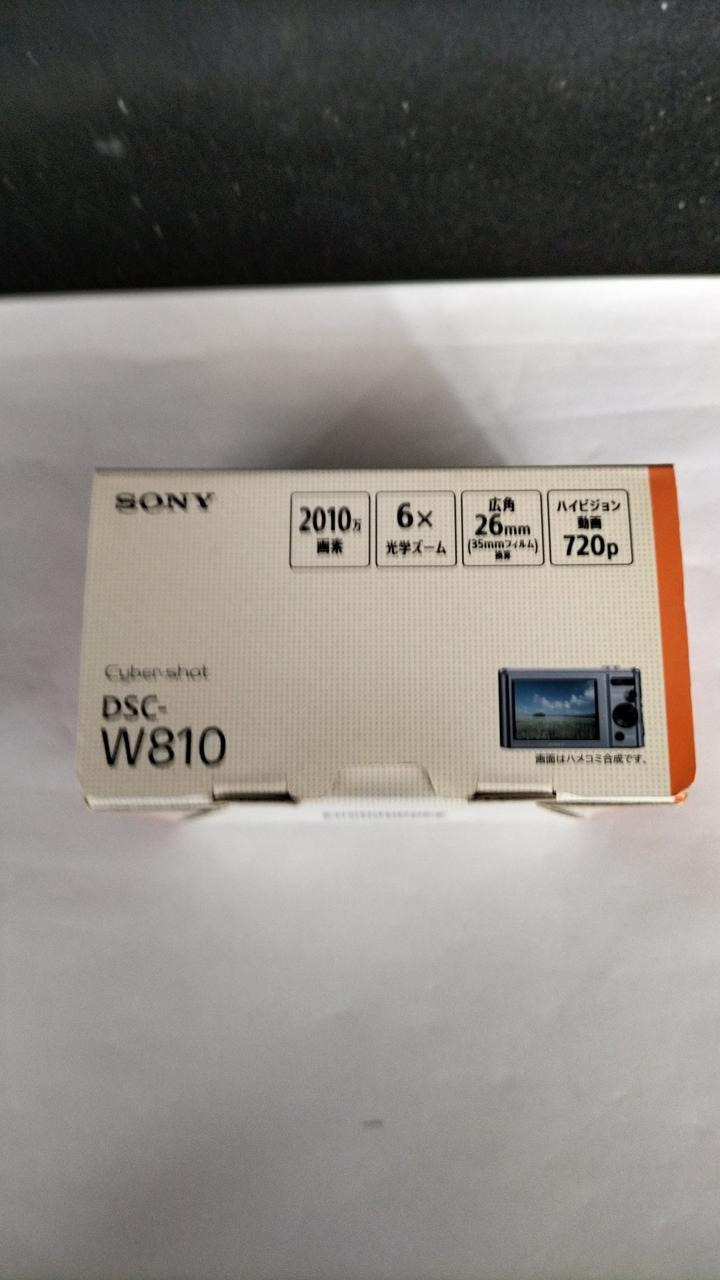 SONY
2010万
画素
6×
光学ズーム
広角
26mm
(35mmフィルム)
換算
ハイビジョン
動画
720p
Cyber-shot
DSC-
W810
画面はハメコミ合成です。